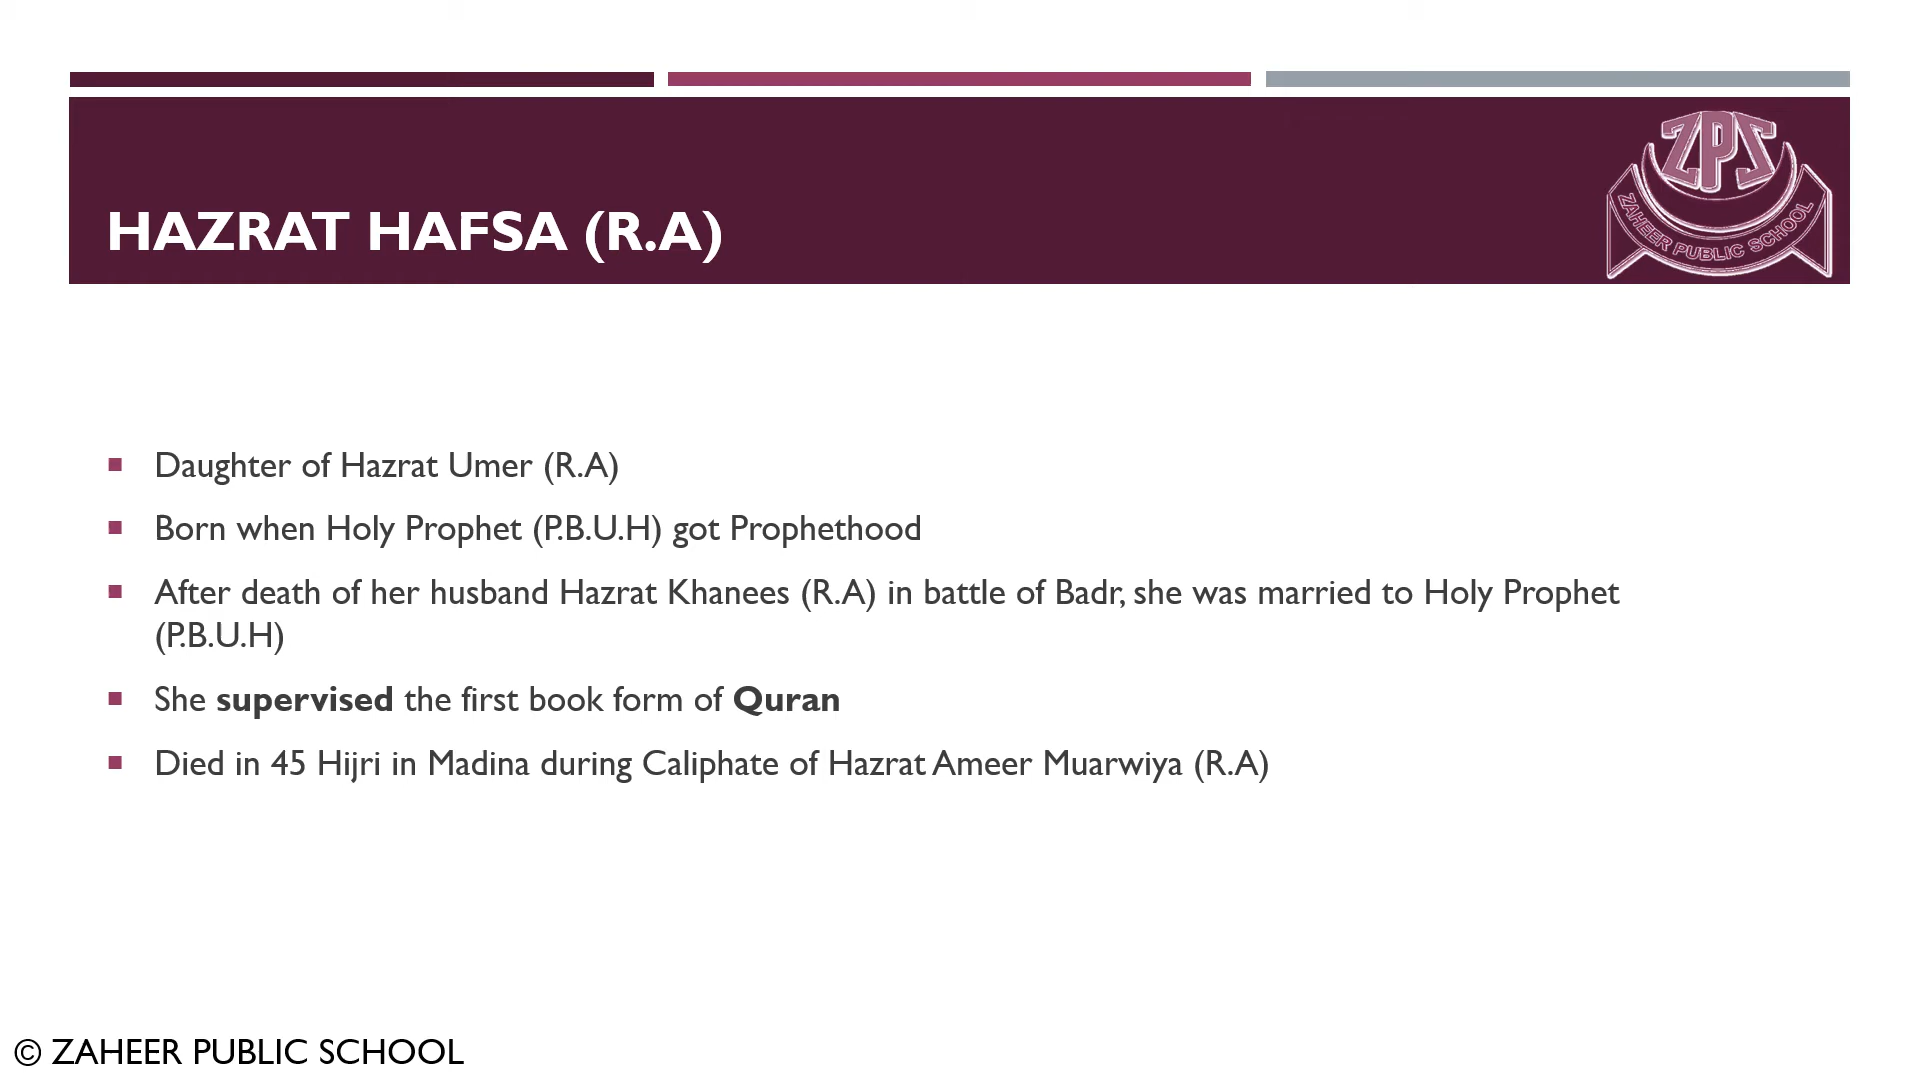 ZPS
ZAHEER PUBLIC SCHOOL
HAZRAT HAFSA (R.A)
Daughter of Hazrat Umer (R.A)
Born when Holy Prophet (P.B.U.H) got Prophethood
After death of her husband Hazrat Khanees (R.A) in battle of Badr, she was married to Holy Prophet
(P.B.U.H)
She supervised the first book form of Quran
Died in 45 Hijri in Madina during Caliphate of Hazrat Ameer Muarwiya (R.A)
© ZAHEER PUBLIC SCHOOL